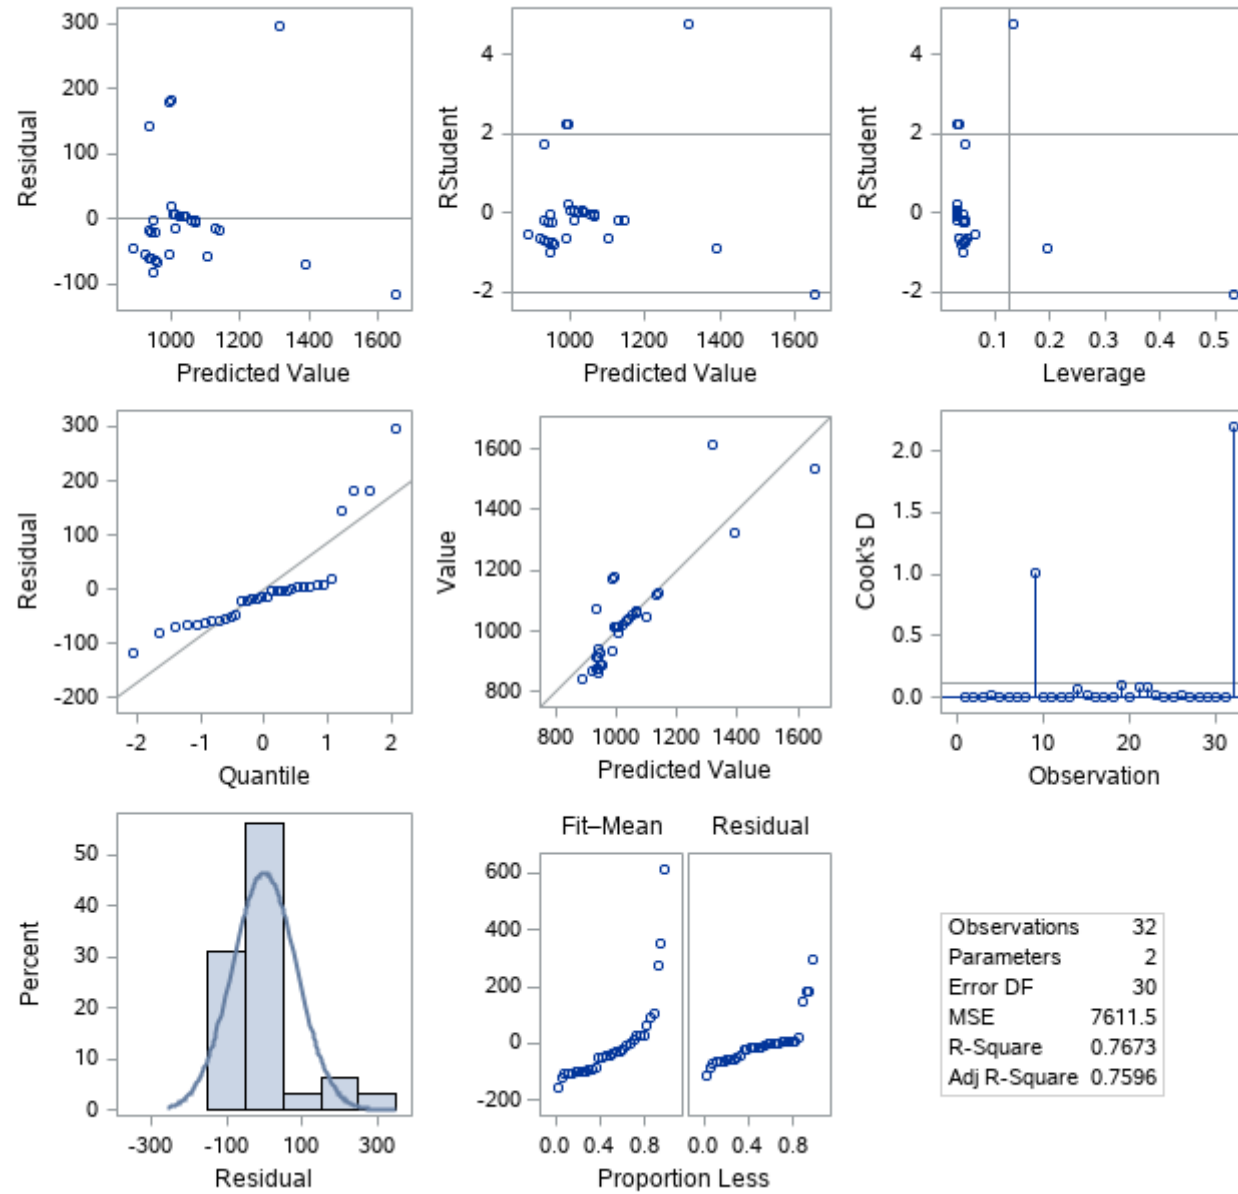 300
200
100
0
-100
Residual
1000 1200 1400 1600
Predicted Value
4
2
0
-2
RStudent
1000 1200 1400 1600
Predicted Value
4
2
0
-2
RStudent
0.1 0.2 0.3 0.4 0.5
Leverage
300
200
100
0
-100
-200
Residual
-2 -1 0 1 2
Quantile
1600
1400
1200
1000
800
Value
800 1000 1200 1400 1600
Predicted Value
2.0
1.5
1.0
0.5
0.0
Cook's D
0 10 20 30
Observation
50
40
30
20
10
0
Percent
-300 -100 100 300
Residual
Fit–Mean Residual
600
400
200
0
-200
0.0 0.4 0.8 0.0 0.4 0.8
Proportion Less
Observations 32
Parameters 2
Error DF 30
MSE 7611.5
R-Square 0.7673
Adj R-Square 0.7596